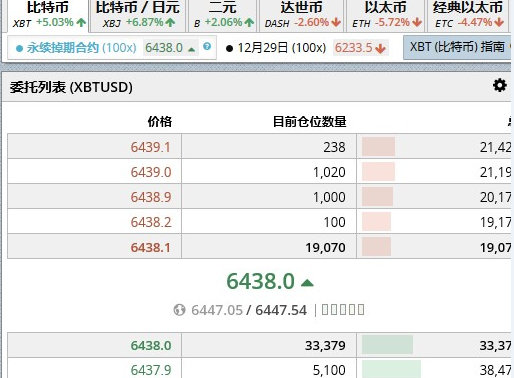 比特币 比特币 / 日元 二元 达世币 以太币 经典以太币
XBT +5.03% XBJ +6.87% B +2.06% DASH -2.60% ETH -5.72% ETC -4.47%
永续掉期合约 (100x) 6438.0 12月29日 (100x) 6233.5 XBT (比特币) 指南
委托列表 (XBTUSD)
价格 目前仓位数量
6439.1 238 21,42
6439.0 1,020 21,19
6438.9 1,000 20,17
6438.2 100 19,17
6438.1 19,070 19,07
6438.0
6447.05 / 6447.54 |
6438.0 33,379 33,37
6437.9 5,100 38,47